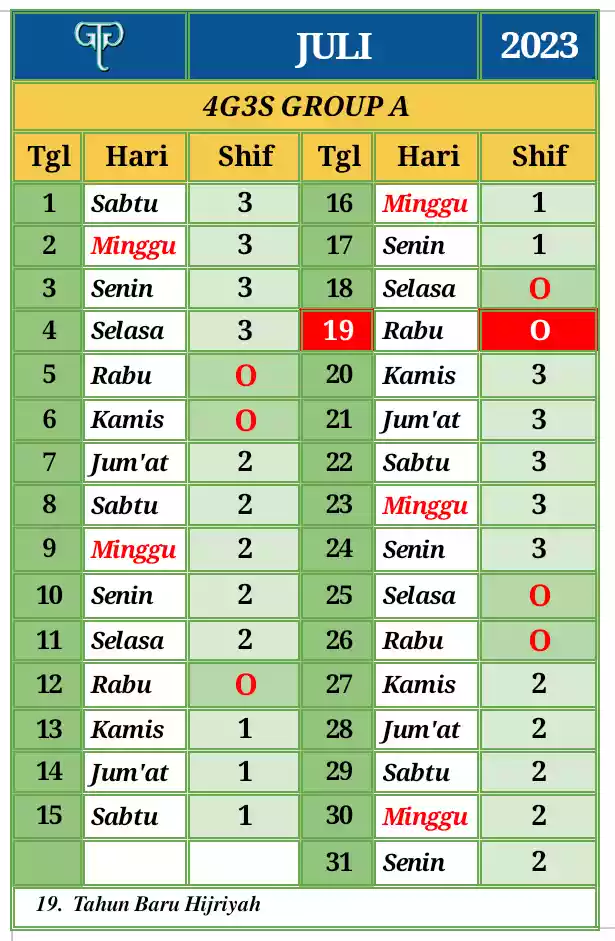 GTP JULI 2023
4G3S GROUP A
Tgl Hari Shif Tgl Hari Shif
1 Sabtu 3 16 Minggu 1
2 Minggu 3 17 Senin 1
3 Senin 3 18 Selasa O
4 Selasa 3 19 Rabu O
5 Rabu O 20 Kamis 3
6 Kamis O 21 Jum'at 3
7 Jum'at 2 22 Sabtu 3
8 Sabtu 2 23 Minggu 3
9 Minggu 2 24 Senin 3
10 Senin 2 25 Selasa O
11 Selasa 2 26 Rabu O
12 Rabu O 27 Kamis 2
13 Kamis 1 28 Jum'at 2
14 Jum'at 1 29 Sabtu 2
15 Sabtu 1 30 Minggu 2
31 Senin 2
19. Tahun Baru Hijriyah